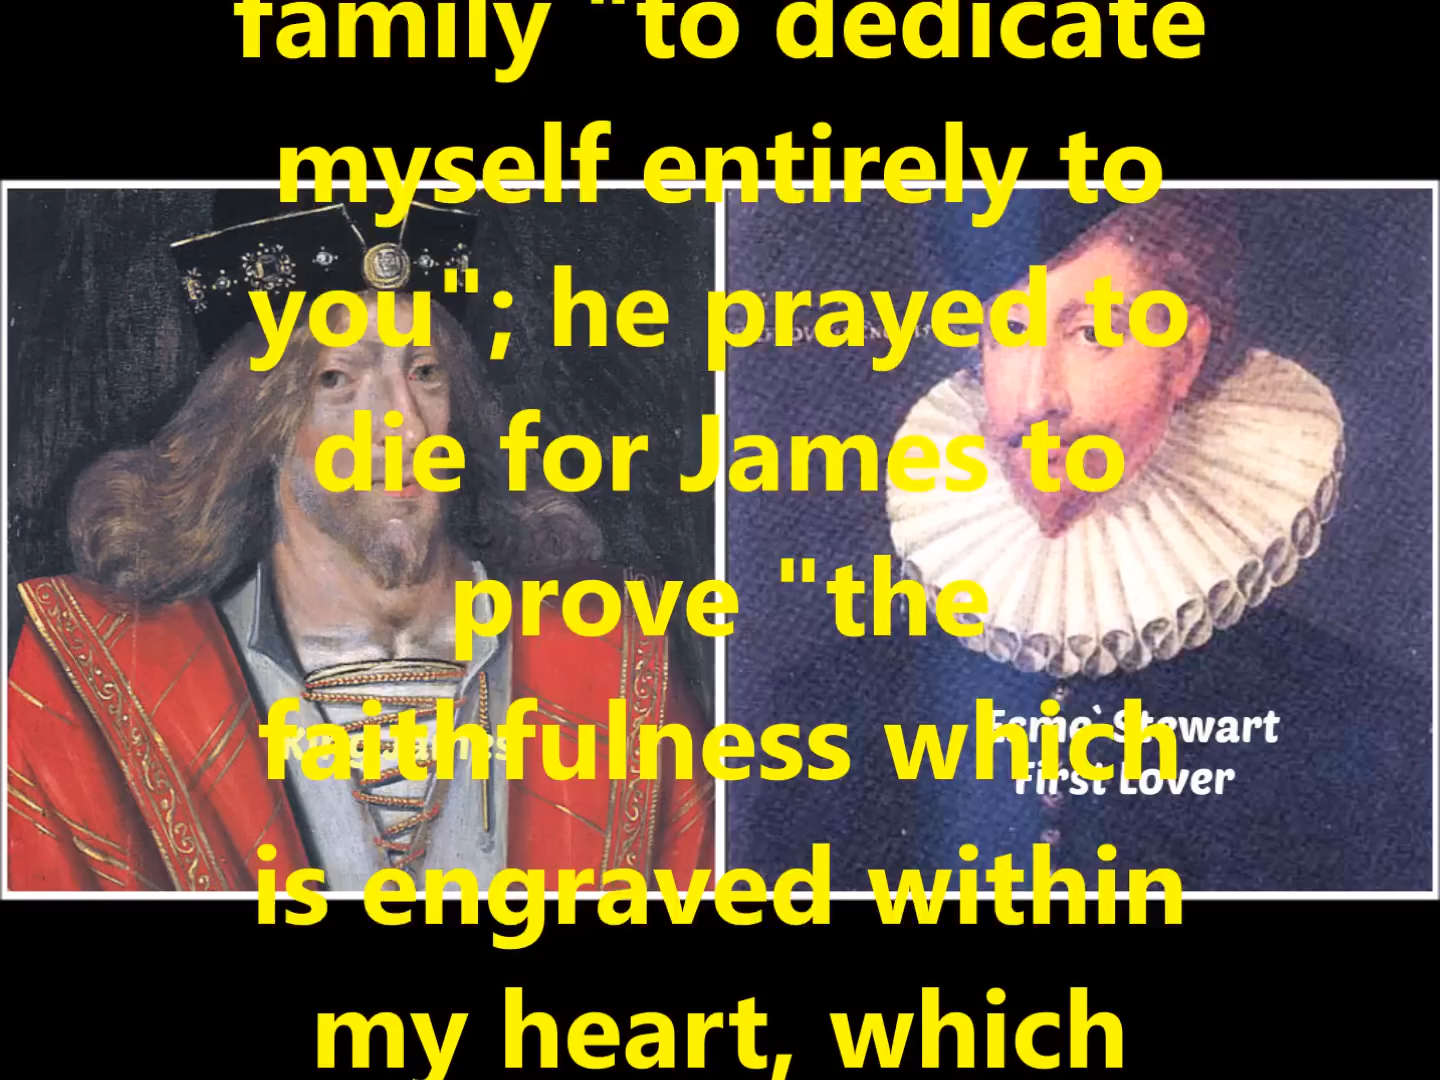 family "to dedicate
myself entirely to
you"; he prayed to
die for James to
prove "the
faithfulness which
is engraved within
my heart, which
Esme` Stewart
First Lover